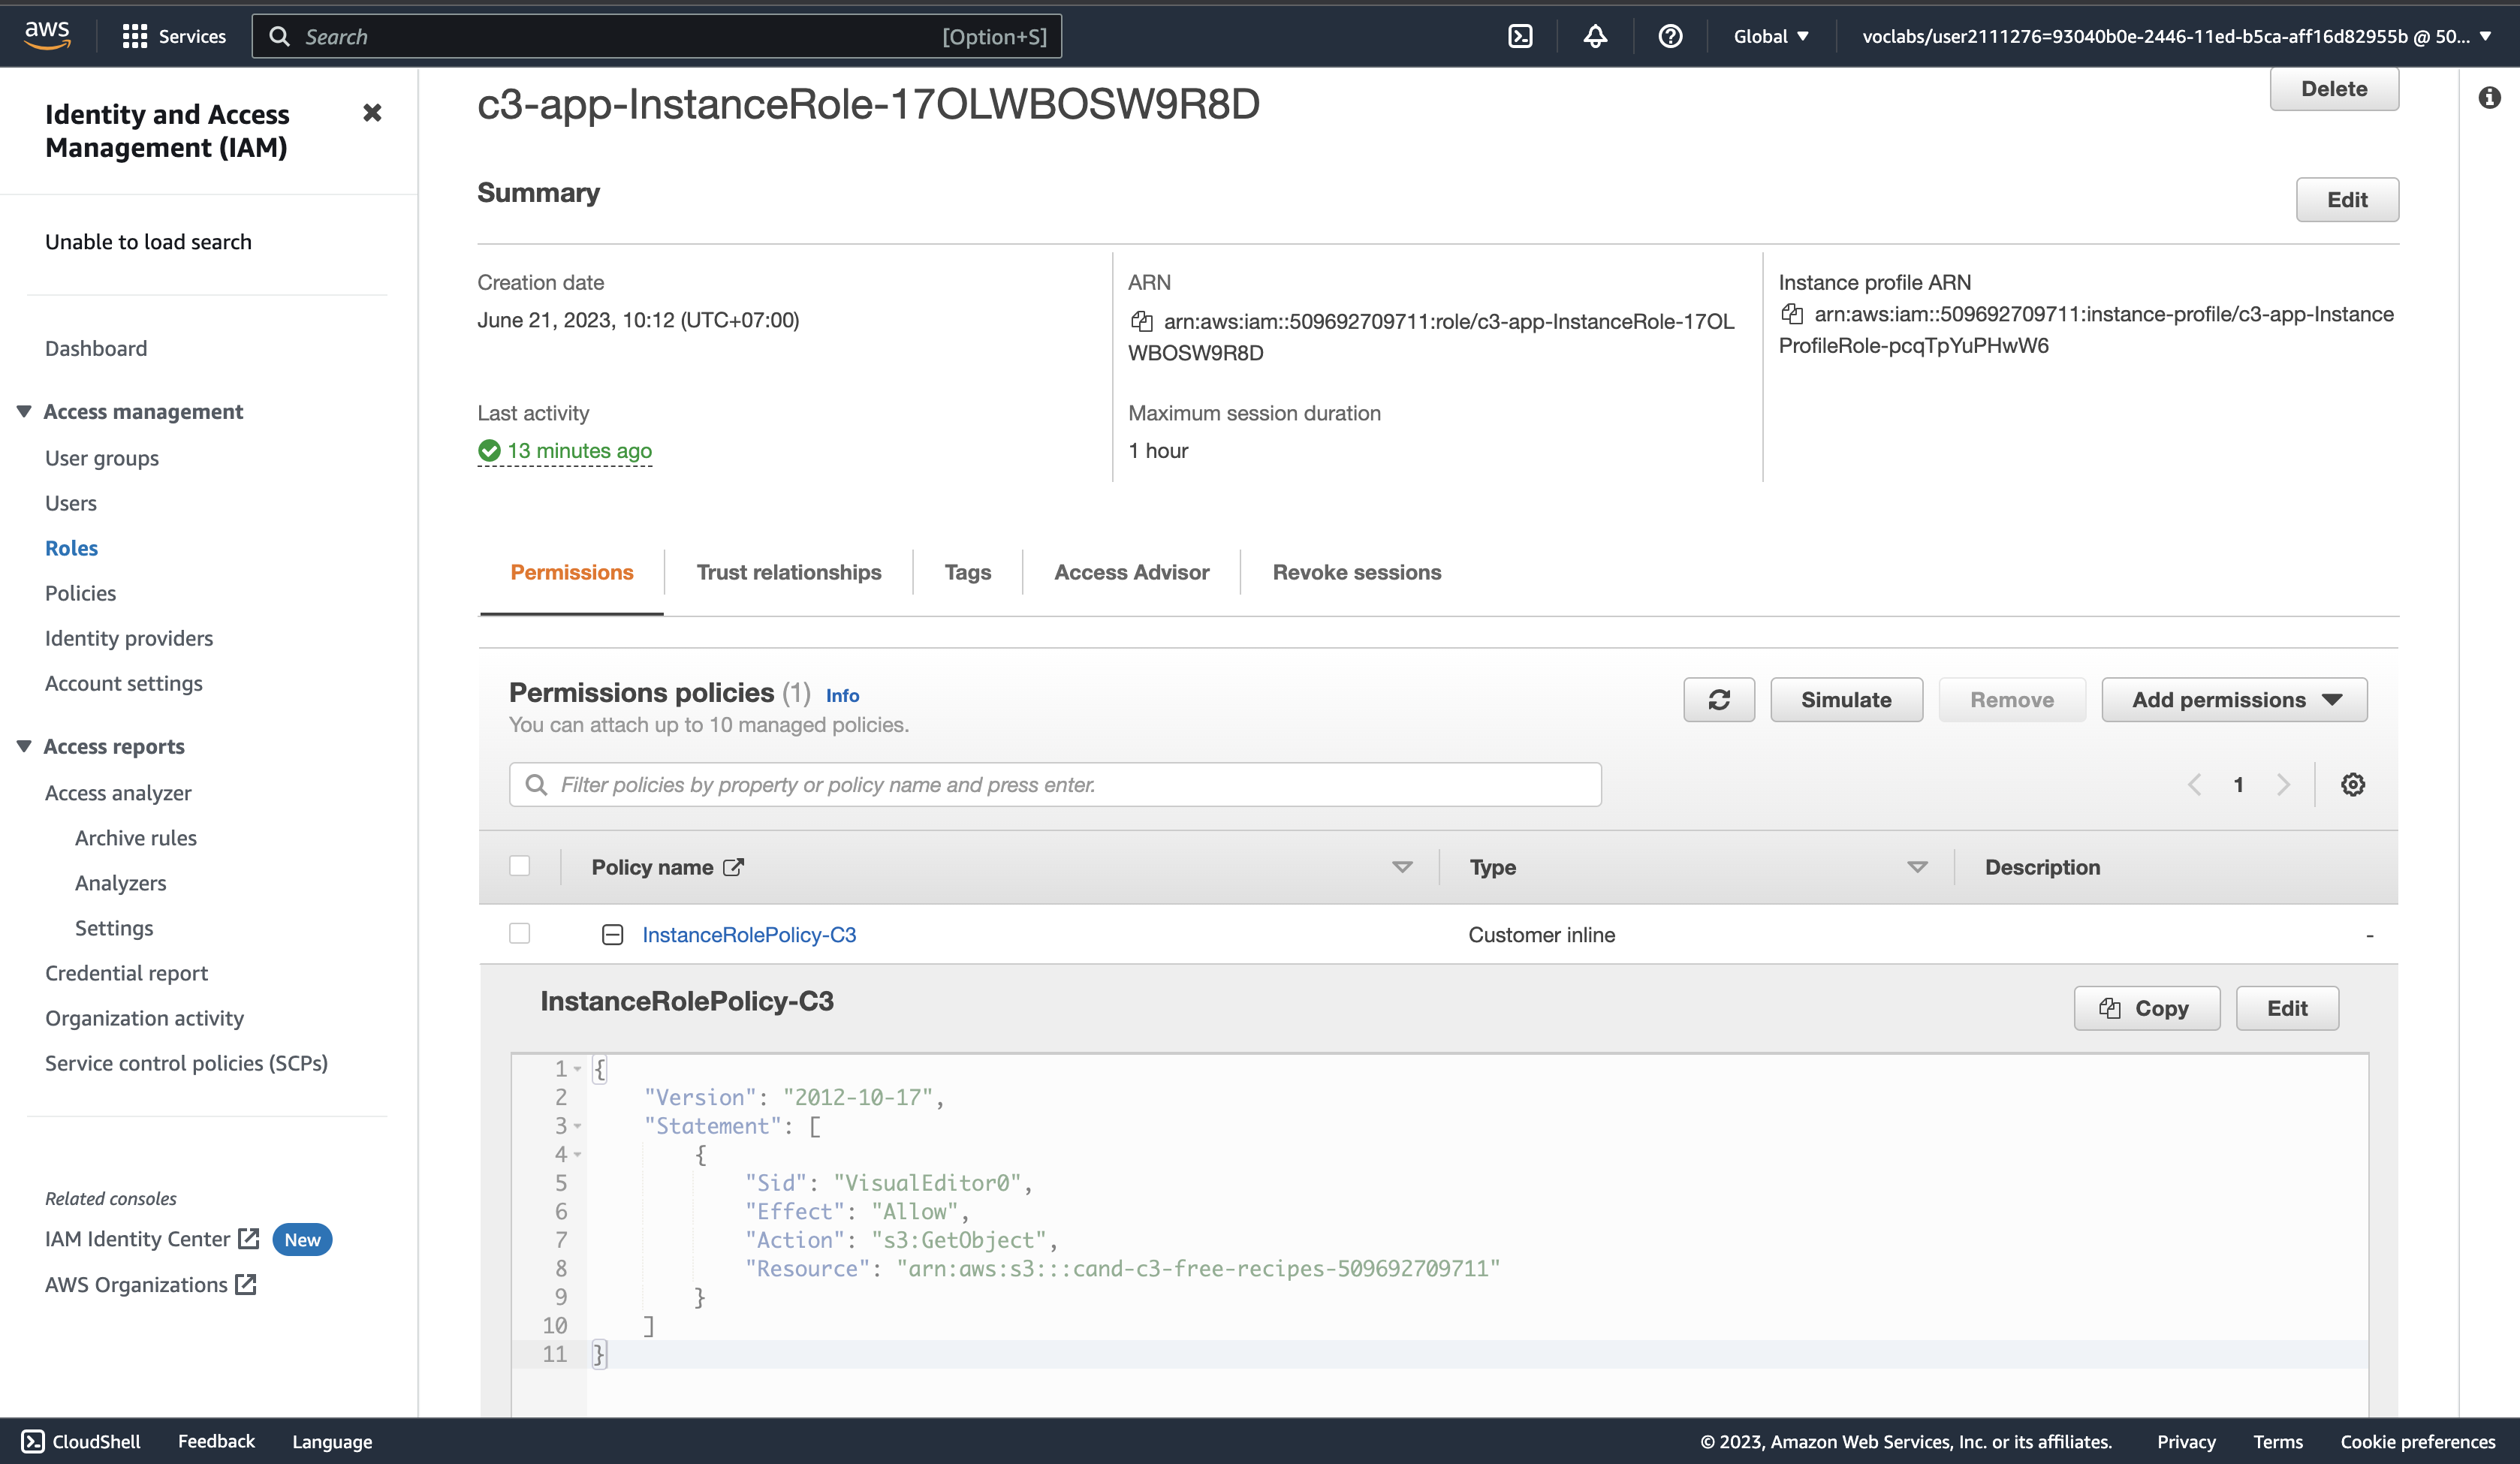 aws
Services
Search [Option+S]
Global
voclabs/user2111276=93040b0e-2446-11ed-b5ca-aff16d82955b @ 50...
Identity and Access
Management (IAM)
Unable to load search
Dashboard
Access management
User groups
Users
Roles
Policies
Identity providers
Account settings
Access reports
Access analyzer
Archive rules
Analyzers
Settings
Credential report
Organization activity
Service control policies (SCPs)
Related consoles
IAM Identity Center New
AWS Organizations
c3-app-InstanceRole-17OLWBOSW9R8D
Delete
Summary
Edit
Creation date
June 21, 2023, 10:12 (UTC+07:00)
ARN
arn:aws:iam::509692709711:role/c3-app-InstanceRole-17OL
WBOSW9R8D
Instance profile ARN
arn:aws:iam::509692709711:instance-profile/c3-app-Instance
ProfileRole-pcqTpYuPHwW6
Last activity
13 minutes ago
Maximum session duration
1 hour
Permissions Trust relationships Tags Access Advisor Revoke sessions
Permissions policies (1) Info
You can attach up to 10 managed policies.
Simulate Remove Add permissions
Filter policies by property or policy name and press enter.
1
Policy name Type Description
InstanceRolePolicy-C3 Customer inline -
InstanceRolePolicy-C3
Copy Edit
1 {
2 "Version": "2012-10-17",
3 "Statement": [
4 {
5 "Sid": "VisualEditor0",
6 "Effect": "Allow",
7 "Action": "s3:GetObject",
8 "Resource": "arn:aws:s3:::cand-c3-free-recipes-509692709711"
9 }
10 ]
11 }
CloudShell Feedback Language
© 2023, Amazon Web Services, Inc. or its affiliates. Privacy Terms Cookie preferences